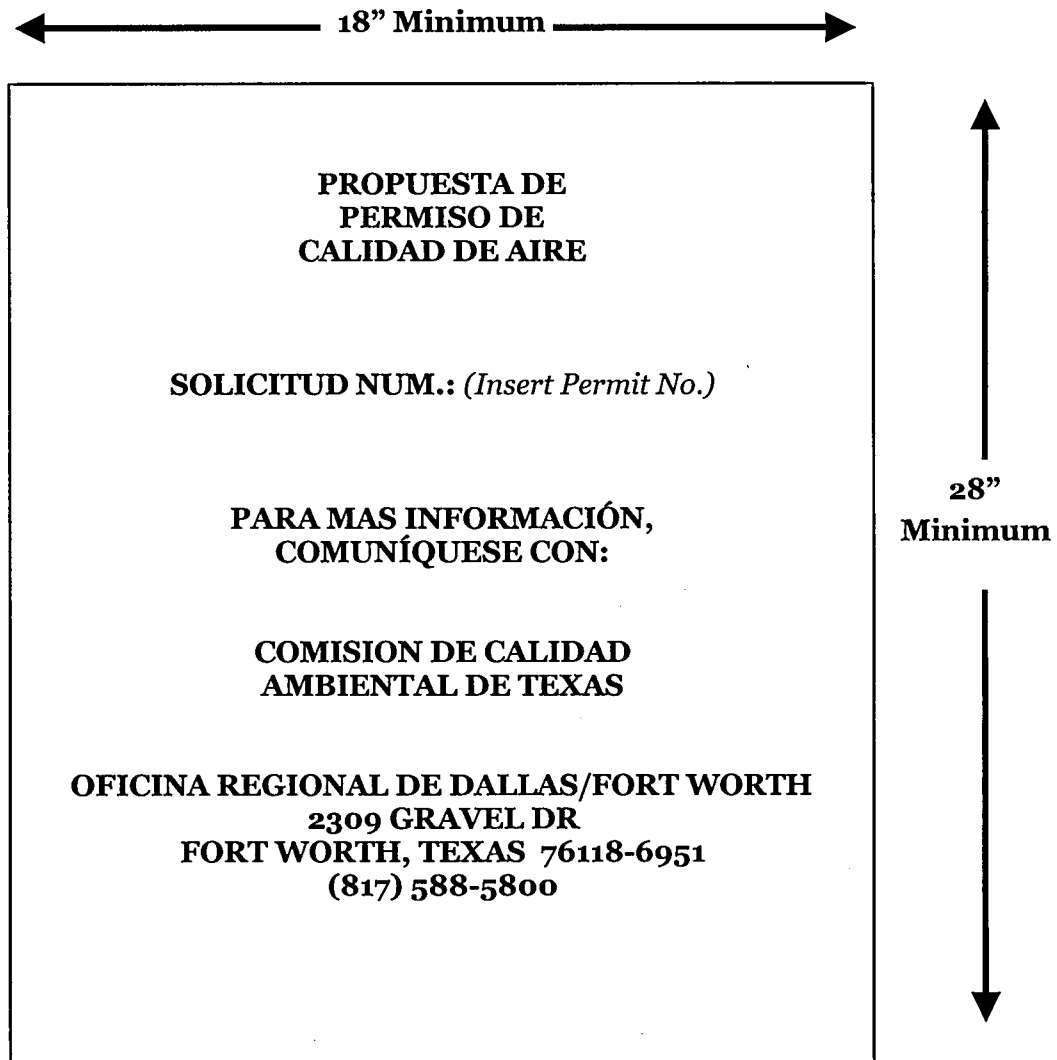 18” Minimum
PROPUESTA DE
PERMISO DE
CALIDAD DE AIRE
SOLICITUD NUM.: (Insert Permit No.)
PARA MAS INFORMACIÓN,
COMUNÍQUESE CON:
28”
Minimum
COMISION DE CALIDAD
AMBIENTAL DE TEXAS
OFICINA REGIONAL DE DALLAS/FORT WORTH
2309 GRAVEL DR
FORT WORTH, TEXAS 76118-6951
(817) 588-5800